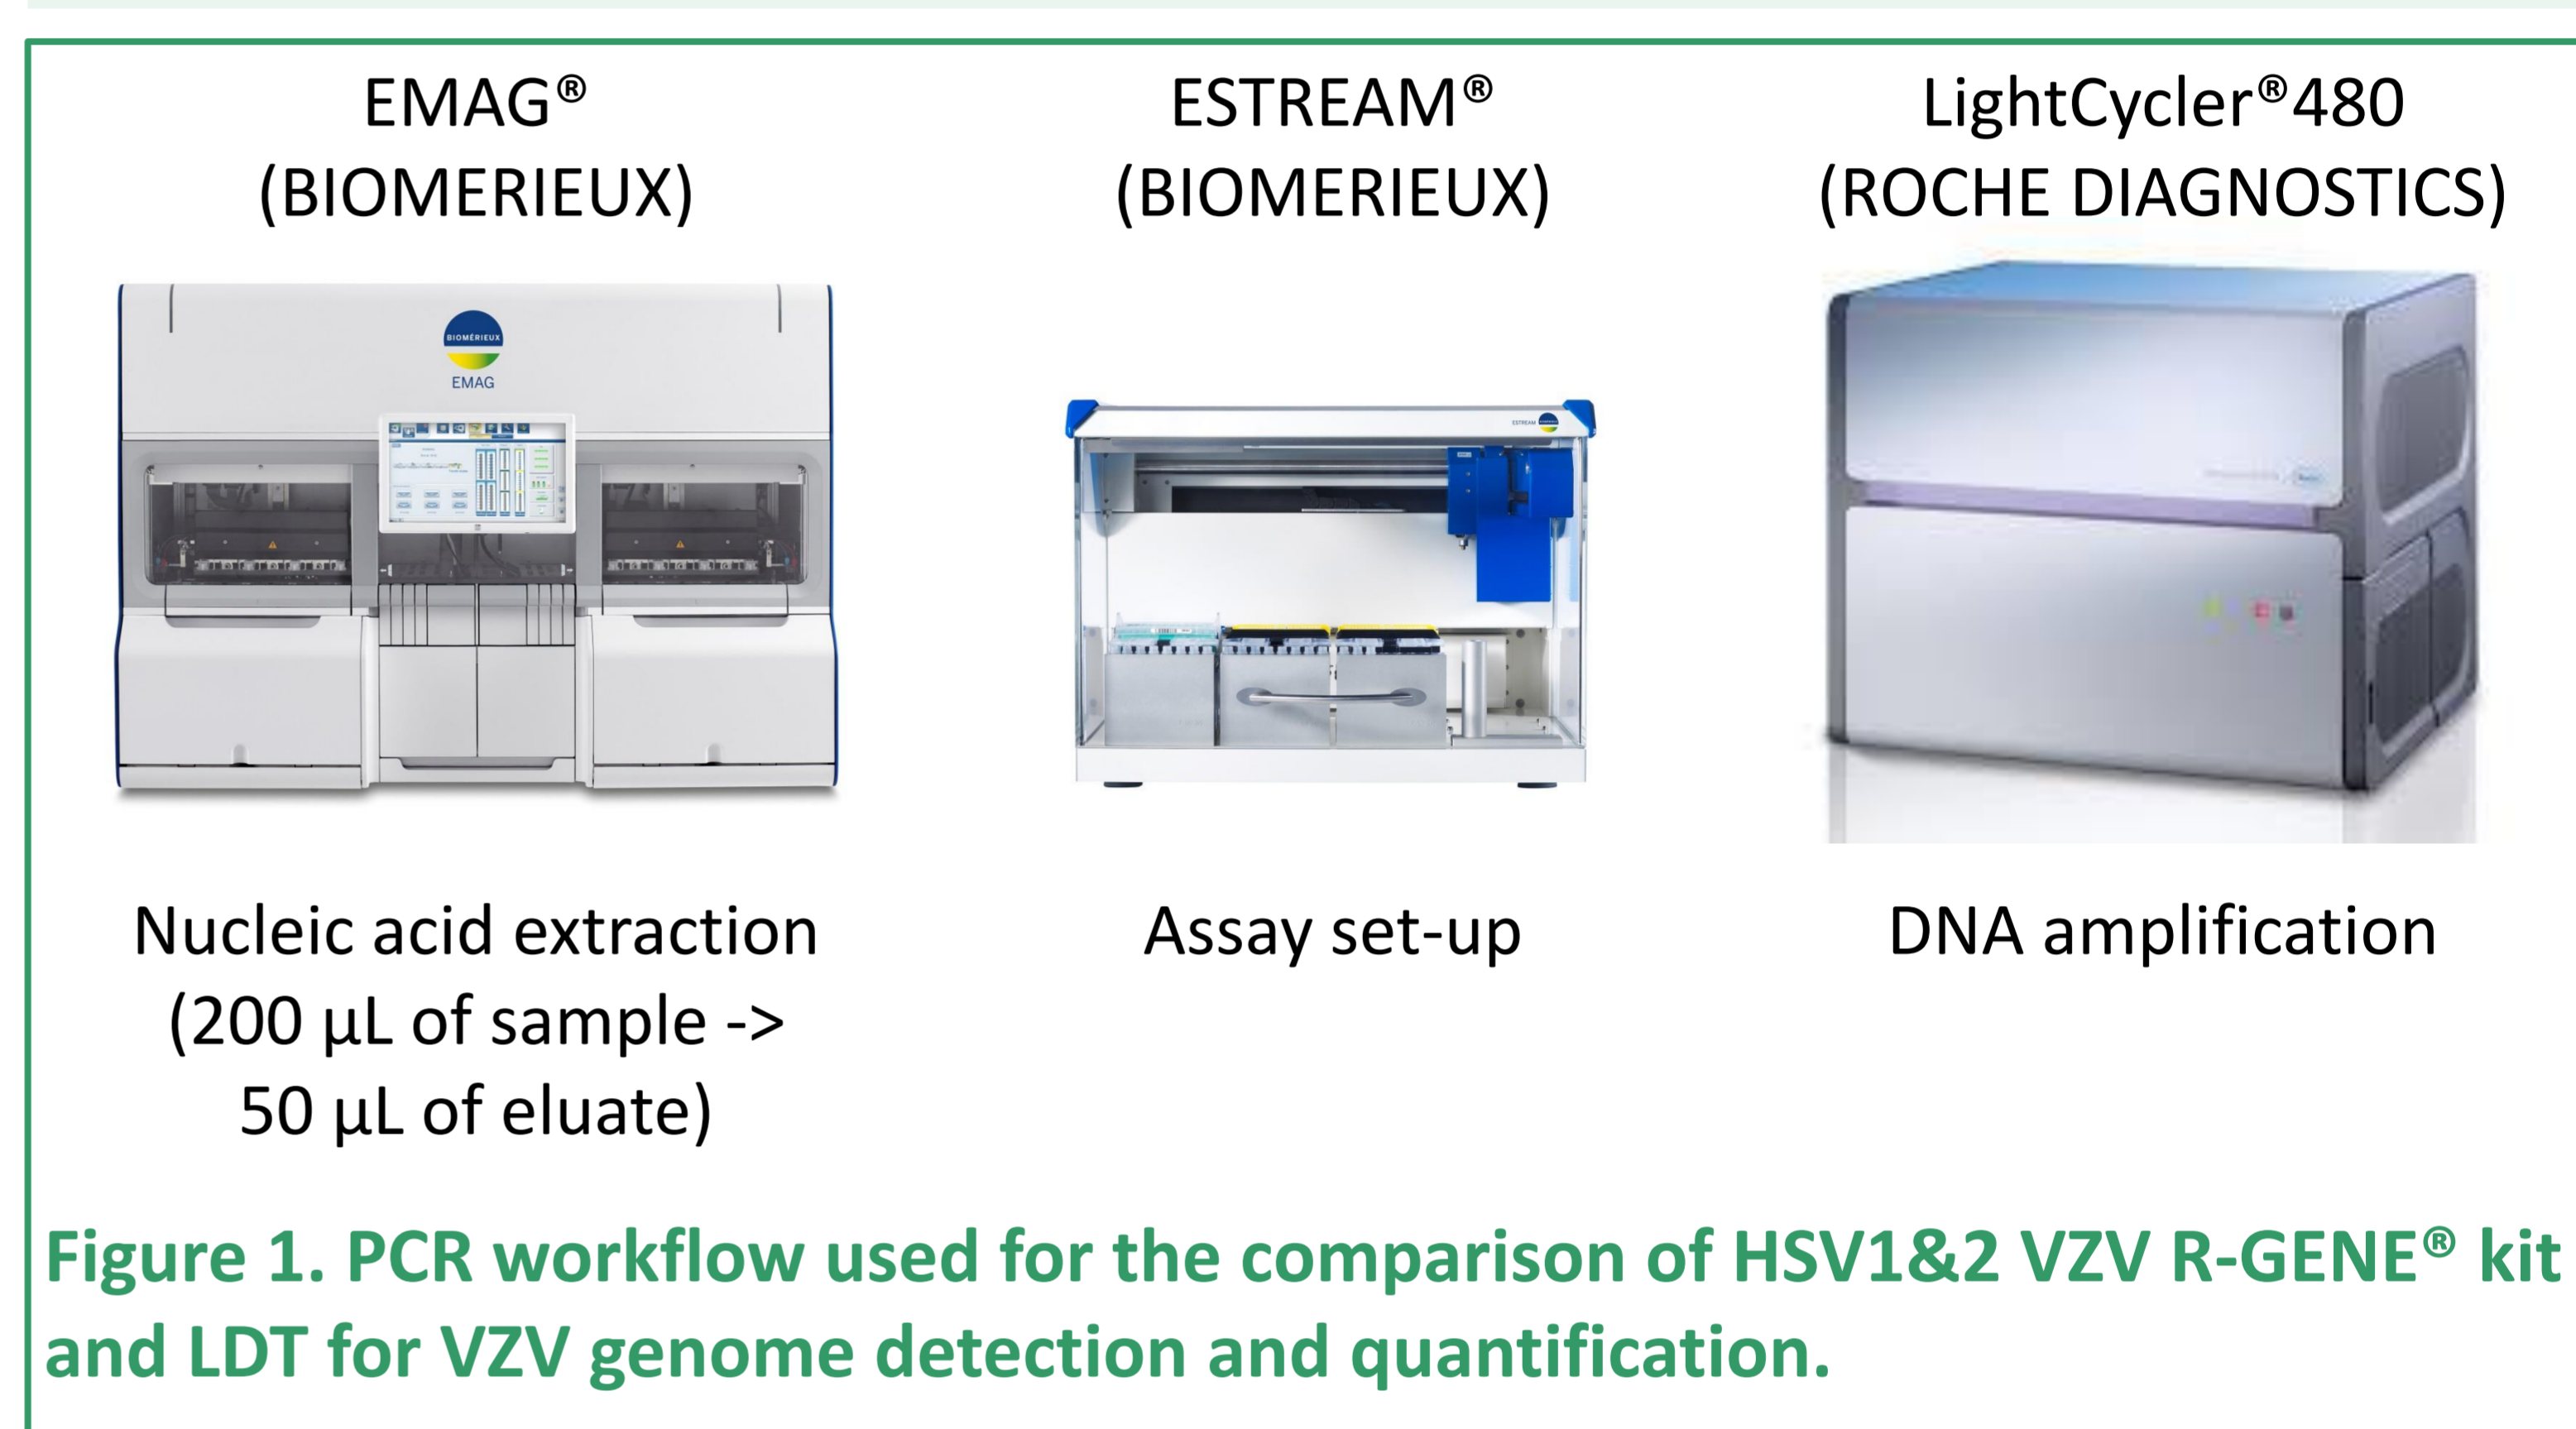 EMAG®
(BIOMERIEUX)
ESTREAM®
(BIOMERIEUX)
LightCycler®480
(ROCHE DIAGNOSTICS)
BIOMÉRIEUX
EMAG
ESTREAM
Nucleic acid extraction
(200 µL of sample ->
50 µL of eluate)
Assay set-up
DNA amplification
Figure 1. PCR workflow used for the comparison of HSV1&2 VZV R-GENE® kit
and LDT for VZV genome detection and quantification.